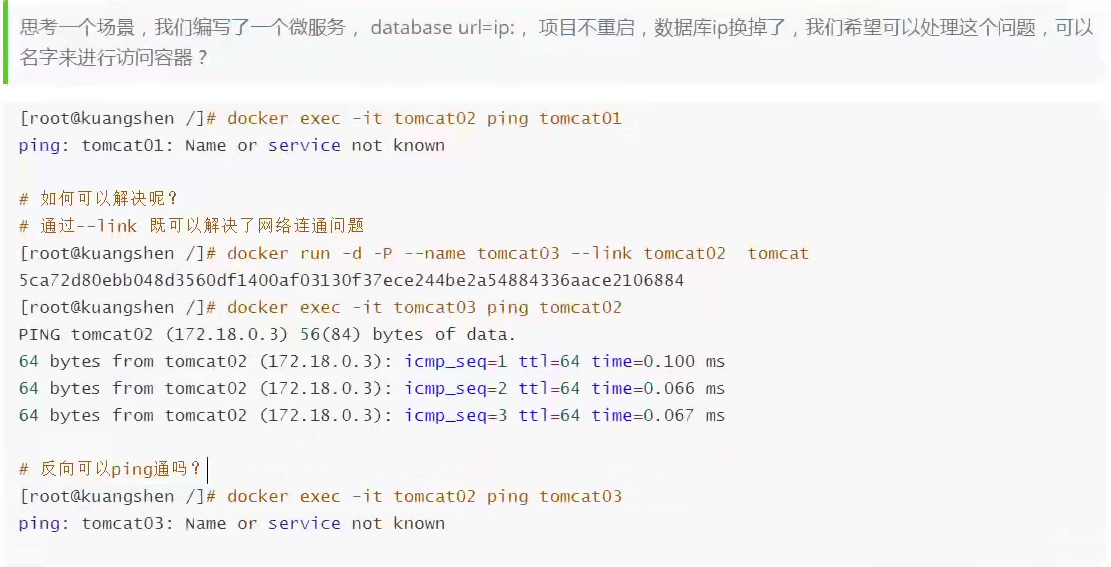 思考一个场景，我们编写了一个微服务， database url=ip:， 项目不重启，数据库ip换掉了，我们希望可以处理这个问题，可以
名字来进行访问容器？
[root@kuangshen /]# docker exec -it tomcat02 ping tomcat01
ping: tomcat01: Name or service not known
# 如何可以解决呢？
# 通过--link 既可以解决了网络连通问题
[root@kuangshen /]# docker run -d -P --name tomcat03 --link tomcat02  tomcat
5ca72d80ebb048d3560df1400af03130f37ece244be2a54884336aace2106884
[root@kuangshen /]# docker exec -it tomcat03 ping tomcat02
PING tomcat02 (172.18.0.3) 56(84) bytes of data.
64 bytes from tomcat02 (172.18.0.3): icmp_seq=1 ttl=64 time=0.100 ms
64 bytes from tomcat02 (172.18.0.3): icmp_seq=2 ttl=64 time=0.066 ms
64 bytes from tomcat02 (172.18.0.3): icmp_seq=3 ttl=64 time=0.067 ms
# 反向可以ping通吗？
[root@kuangshen /]# docker exec -it tomcat02 ping tomcat03
ping: tomcat03: Name or service not known